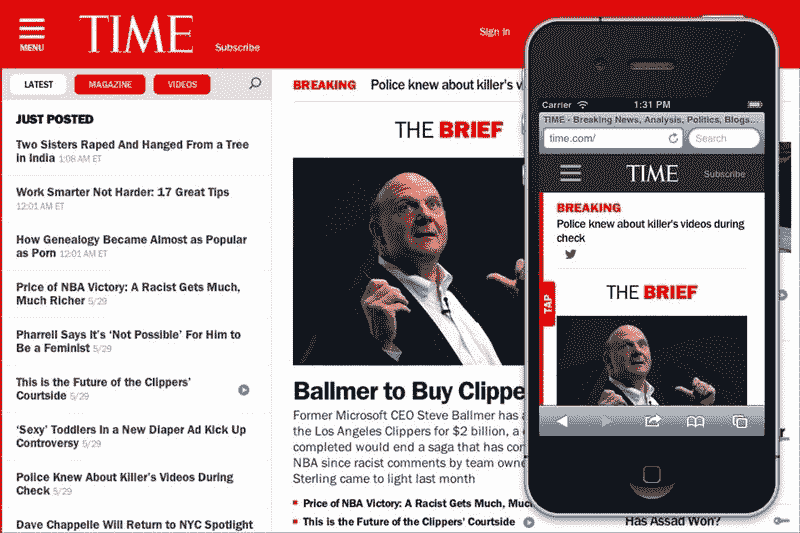 MENU
TIME
Subscribe
Sign In
LATEST
MAGAZINE
VIDEOS
JUST POSTED
Two Sisters Raped And Hanged From a Tree
in India 1:08 AM ET
Work Smarter Not Harder: 17 Great Tips
12:01 AM ET
How Genealogy Became Almost as Popular
as Porn 12:01 AM ET
Price of NBA Victory: A Racist Gets Much,
Much Richer 5/29
Pharrell Says It's 'Not Possible' For Him to
Be a Feminist 5/29
This is the Future of the Clippers'
Courtside 5/29
'Sexy' Toddlers In a New Diaper Ad Kick Up
Controversy 5/29
Police Knew About Killer's Videos During
Check 5/29
Dave Chappelle Will Return to NYC Spotlight
BREAKING Police knew about killer's v
THE BRIEF
Ballmer to Buy Clippe
Former Microsoft CEO Steve Ballmer has a
the Los Angeles Clippers for $2 billion, a
completed would end a saga that has con
NBA since racist comments by team owne
Sterling came to light last month
Price of NBA Victory: A Racist Gets Much, Muc
This is the Future of the Clippers' Courtside
Has Assad Won?
Carrier 1:31 PM
TIME - Breaking News, Analysis, Politics, Blogs...
time.com/
Search
TIME
Subscribe
BREAKING
Police knew about killer's videos during
check
THE BRIEF
TAP